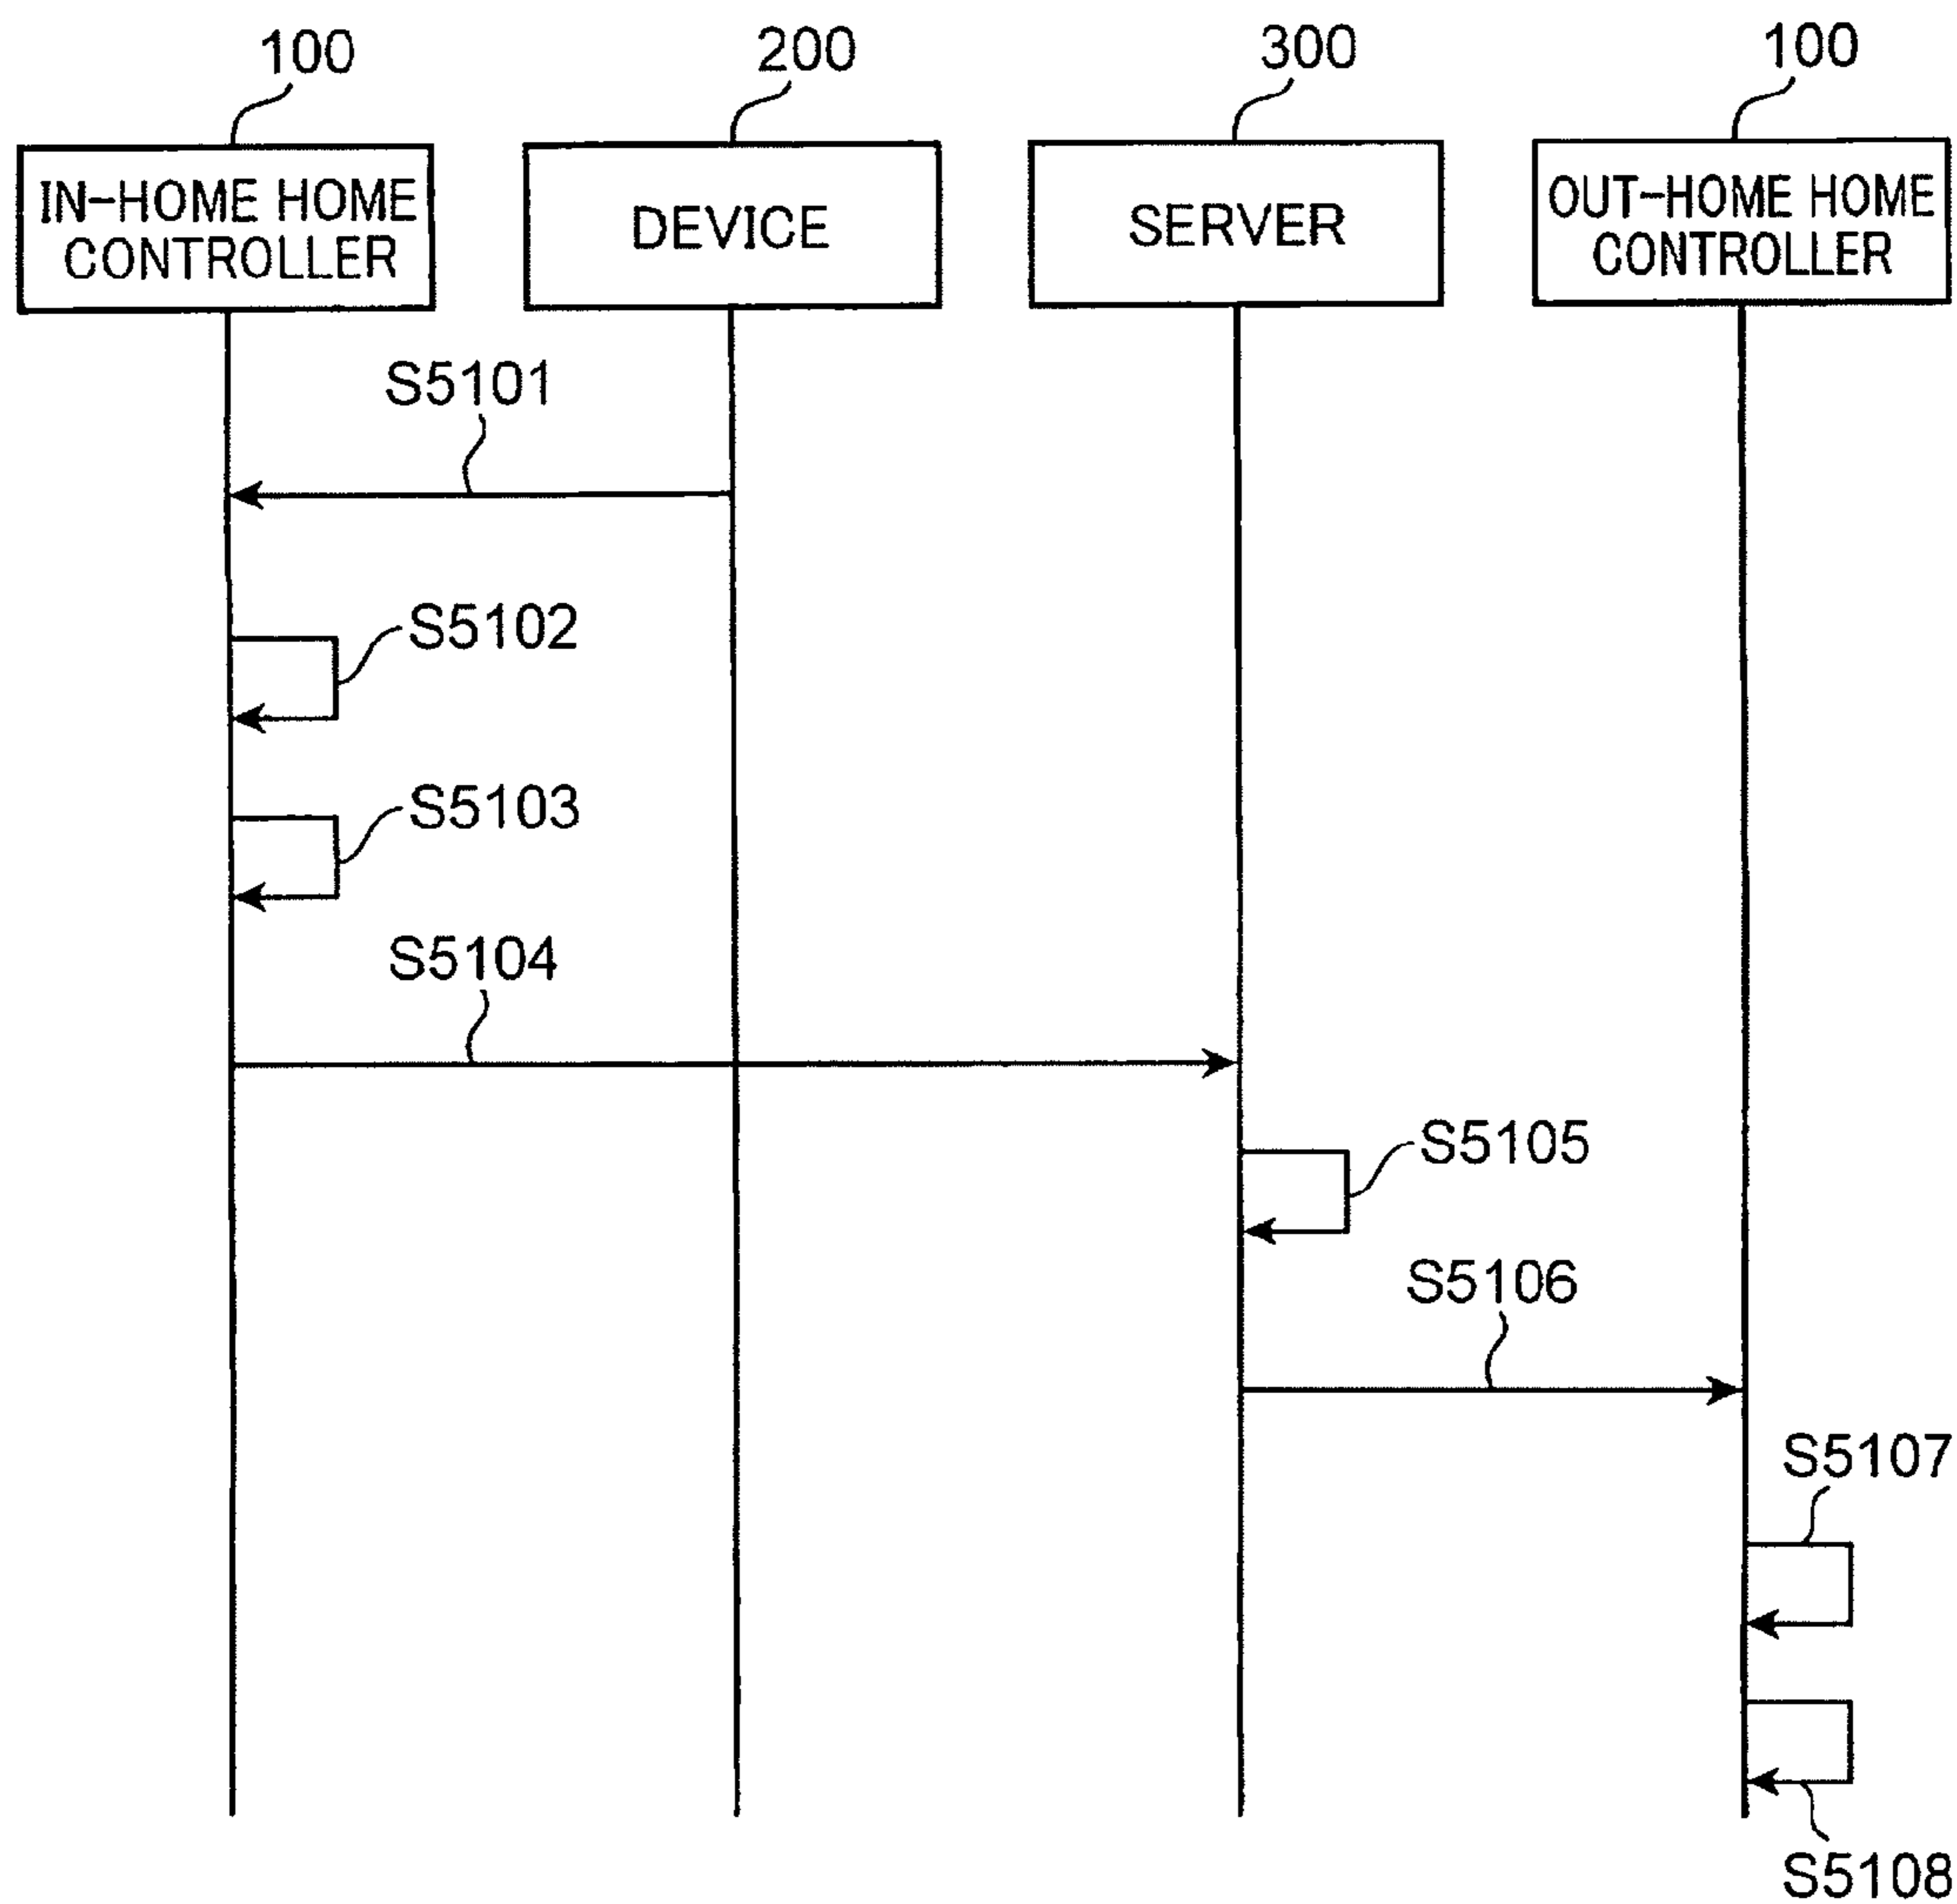 100
200
300
100
IN-HOME HOME
CONTROLLER
DEVICE
SERVER
OUT-HOME HOME
CONTROLLER
S5101
S5102
S5103
S5104
S5105
S5106
S5107
S5108